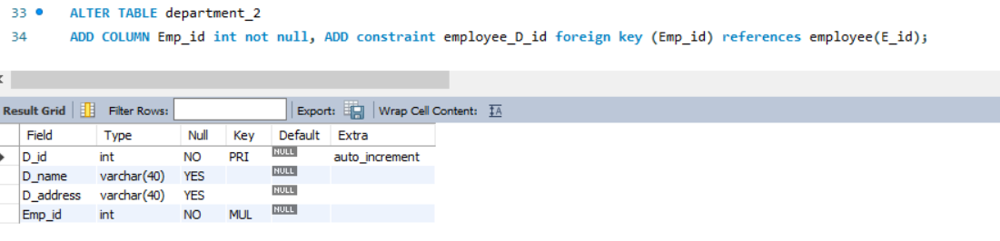 33 ALTER TABLE department_2
34 ADD COLUMN Emp_id int not null, ADD constraint employee_D_id foreign key (Emp_id) references employee(E_id);
Result Grid Filter Rows: Export: Wrap Cell Content: IA
Field Type Null Key Default Extra
D_id int NO PRI NULL auto_increment
D_name varchar(40) YES NULL
D_address varchar(40) YES NULL
Emp_id int NO MUL NULL